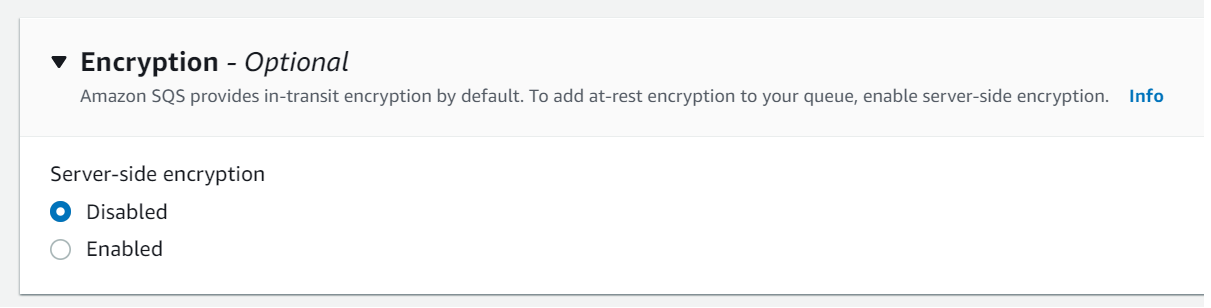 Encryption - Optional
Amazon SQS provides in-transit encryption by default. To add at-rest encryption to your queue, enable server-side encryption. Info
Server-side encryption
Disabled
Enabled